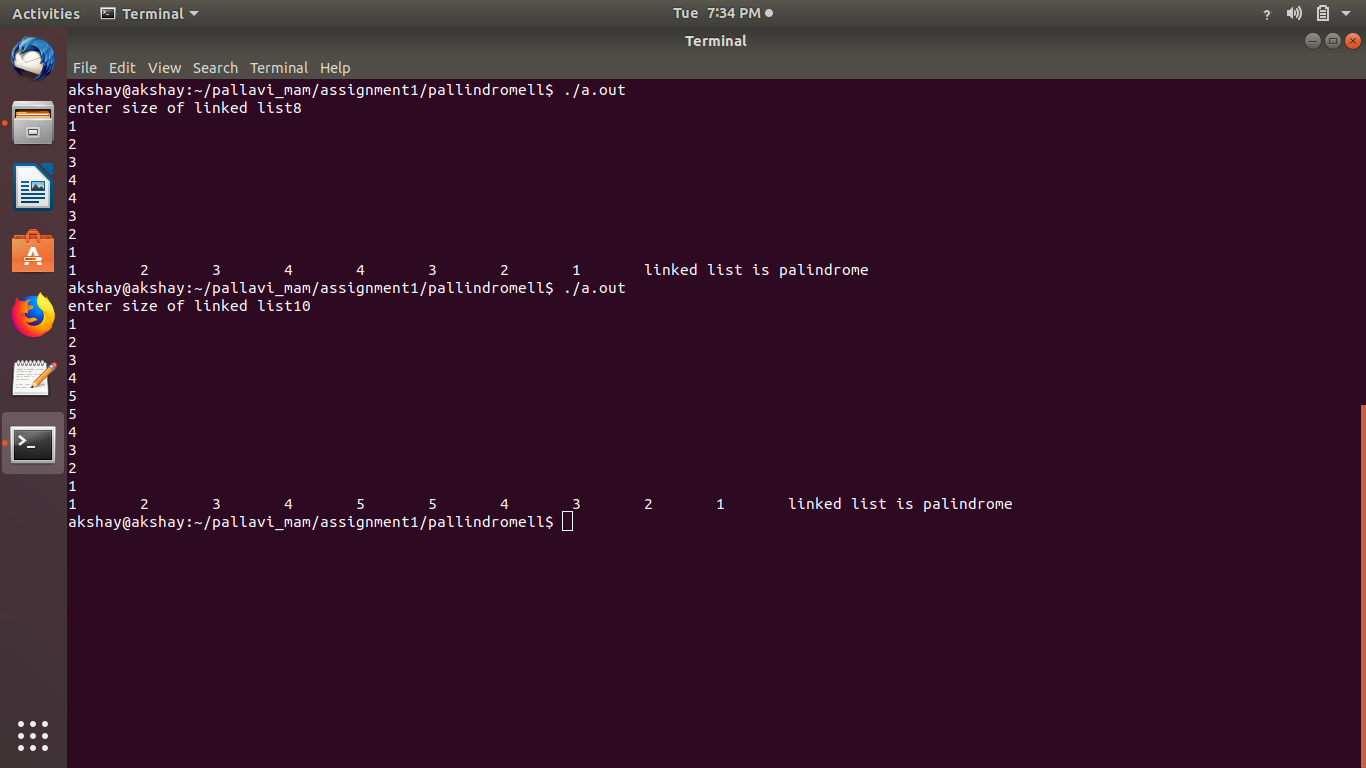 Activities Terminal Tue 7:34 PM ?
Terminal
File Edit View Search Terminal Help
akshay@akshay:~/pallavi_mam/assignment1/pallindromell$ ./a.out
enter size of linked list8
1
2
3
4
4
3
2
1
1 2 3 4 4 3 2 1 linked list is palindrome
akshay@akshay:~/pallavi_mam/assignment1/pallindromell$ ./a.out
enter size of linked list10
1
2
3
4
5
5
4
3
2
1
1 2 3 4 5 5 4 3 2 1 linked list is palindrome
akshay@akshay:~/pallavi_mam/assignment1/pallindromell$